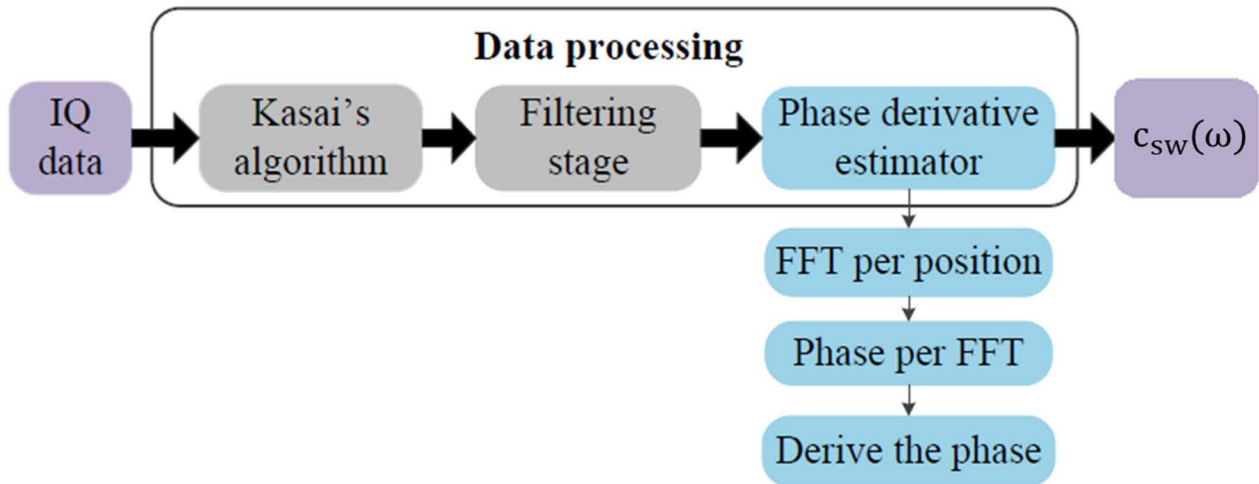 Data processing
IQ
data
Kasai's
algorithm
Filtering
stage
Phase derivative
estimator
c_sw(ω)
FFT per position
Phase per FFT
Derive the phase